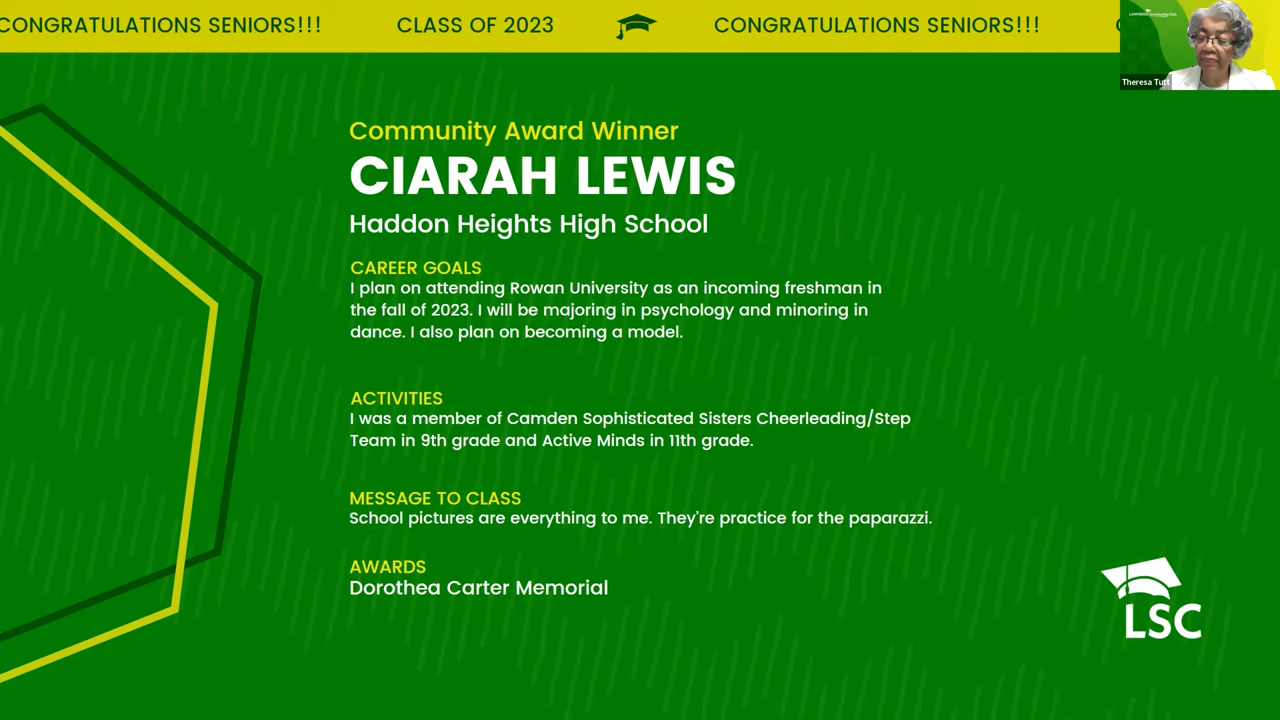 CONGRATULATIONS SENIORS!!! CLASS OF 2023 CONGRATULATIONS SENIORS!!!
Theresa Tutt
Community Award Winner
CIARAH LEWIS
Haddon Heights High School
CAREER GOALS
I plan on attending Rowan University as an incoming freshman in
the fall of 2023. I will be majoring in psychology and minoring in
dance. I also plan on becoming a model.
ACTIVITIES
I was a member of Camden Sophisticated Sisters Cheerleading/Step
Team in 9th grade and Active Minds in 11th grade.
MESSAGE TO CLASS
School pictures are everything to me. They're practice for the paparazzi.
AWARDS
Dorothea Carter Memorial
LSC